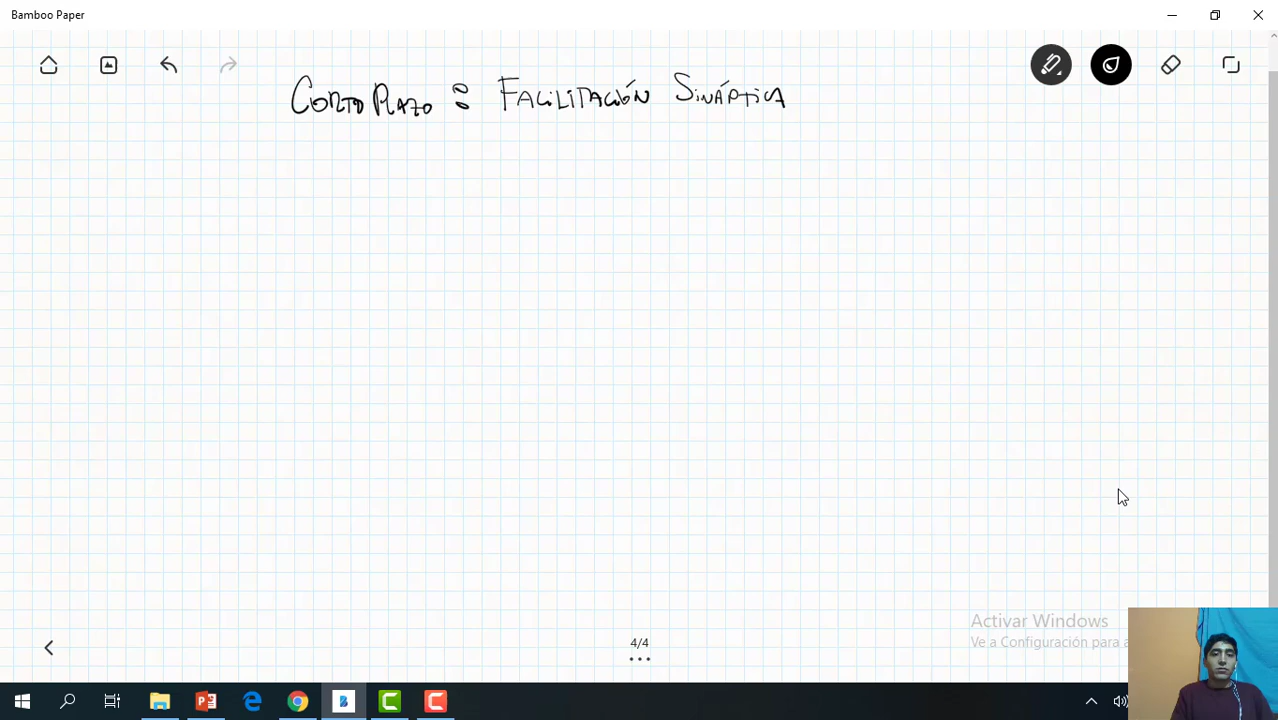 Bamboo Paper
Corto Plazo : Facilitación Sináptica
4/4
Activar Windows
Ve a Configuración para a